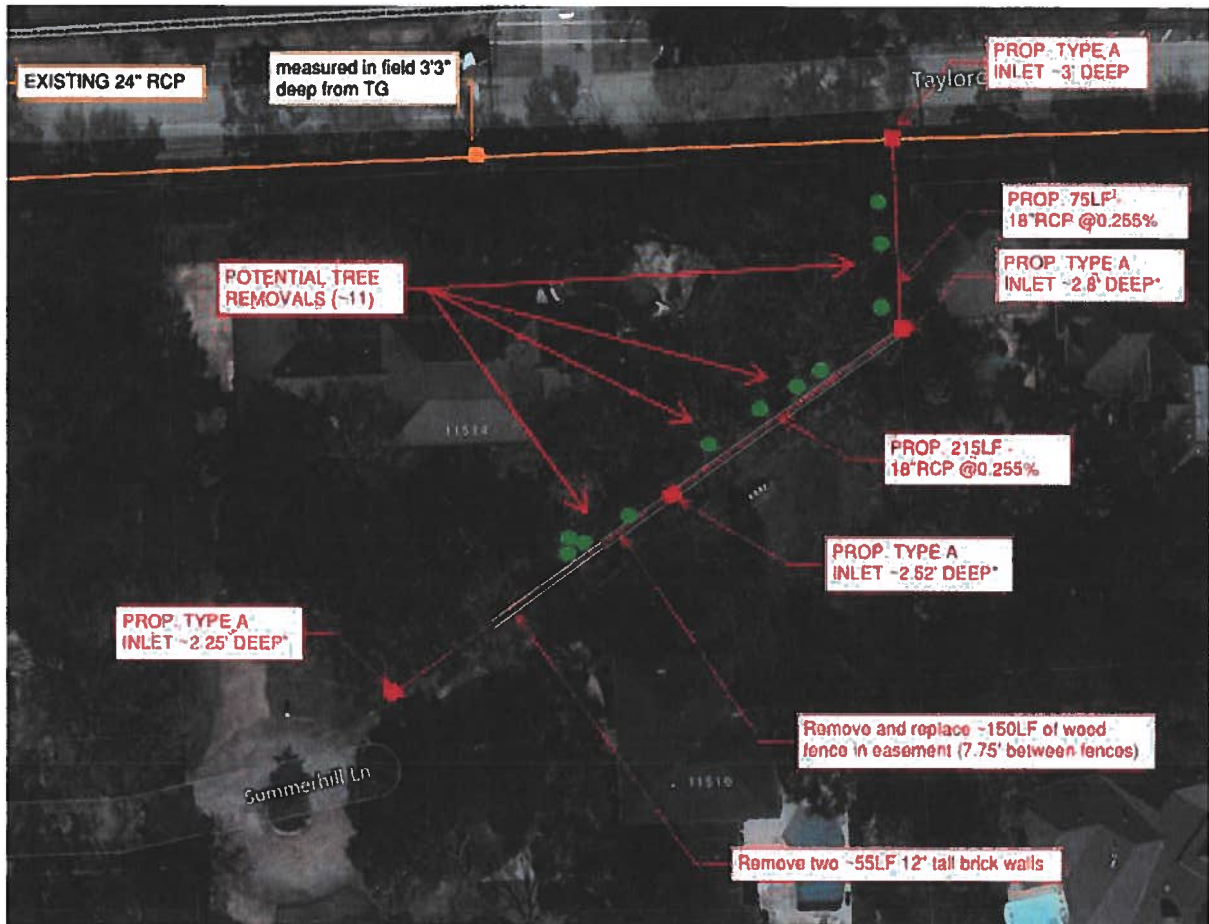 EXISTING 24" RCP
measured in field 3'3"
deep from TG
PROP. TYPE A
INLET ~3' DEEP
PROP. 75LF -
18"RCP @0.255%
PROP. TYPE A
INLET ~2.8' DEEP*
POTENTIAL TREE
REMOVALS (~11)
11514
PROP. 215LF -
18"RCP @0.255%
PROP. TYPE A
INLET ~2.52' DEEP*
PROP. TYPE A
INLET ~2.25' DEEP*
Remove and replace ~150LF of wood
fence in easement (7.75' between fences)
Summerhill Ln
11510
Remove two ~55LF 12" tall brick walls